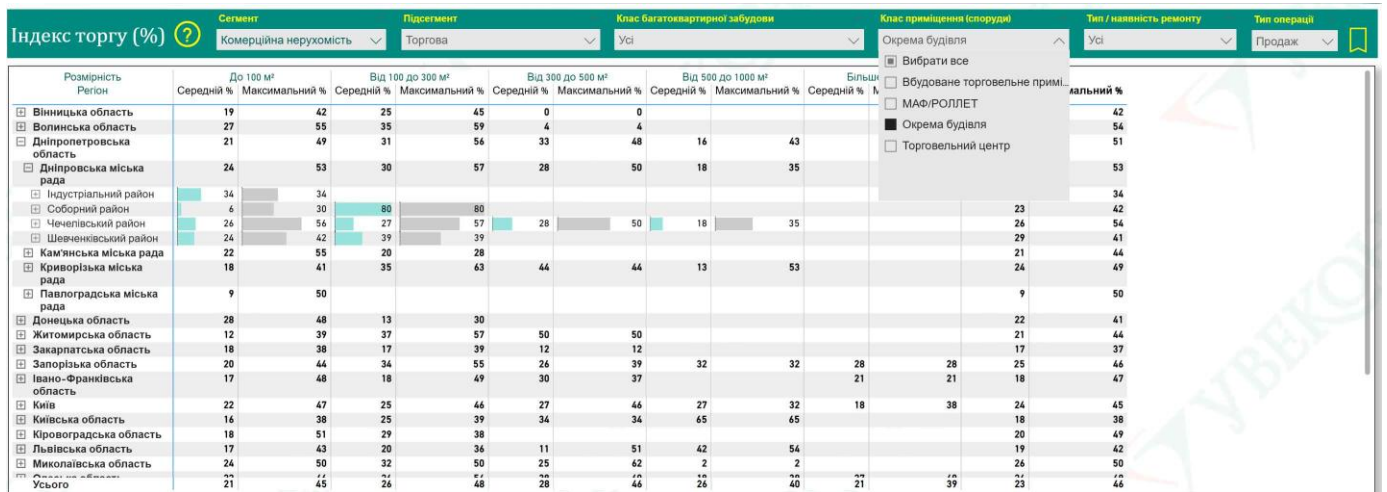 Індекс торгу (%) ?
Сегмент Підсегмент Клас багатоквартирної забудови Клас приміщення (споруди) Тип / наявність ремонту Тип операції
Комерційна нерухомість Торгова Усі Окрема будівля Усі Продаж
Вибрати все
Вбудоване торговельне примі...
МАФ/РОЛЛЕТ
Окрема будівля
Торговельний центр
Розмірність До 100 м² Від 100 до 300 м² Від 300 до 500 м² Від 500 до 1000 м²
Регіон Середній % Максимальний % Середній % Максимальний % Середній % Максимальний % Середній % Максимальний % Середній %
Вінницька область 19 42 25 45 0 0 42
Волинська область 27 55 35 59 4 4 54
Дніпропетровська 21 49 31 56 33 48 16 43 51
область
Дніпровська міська 24 53 30 57 28 50 18 35 53
рада
Індустріальний район 34 34 34
Соборний район 6 30 80 80 23 42
Чечелівський район 26 56 27 57 28 50 18 35 26 54
Шевченківський район 24 42 39 39 29 41
Кам'янська міська рада 22 55 20 28 21 44
Криворізька міська 18 41 35 63 44 44 13 53 24 49
рада
Павлоградська міська 9 50 9 50
рада
Донецька область 28 48 13 30 22 41
Житомирська область 12 39 37 57 50 50 21 44
Закарпатська область 18 38 17 39 12 12 17 37
Запорізька область 20 44 34 55 26 39 32 32 28 28 25 46
Івано-Франківська 17 48 18 49 30 37 21 21 18 47
область
Київ 22 47 25 46 27 46 27 32 18 38 24 45
Київська область 16 38 25 39 34 34 65 65 18 38
Кіровоградська область 18 51 29 38 20 49
Львівська область 17 43 20 36 11 51 42 54 19 42
Миколаївська область 24 50 32 50 25 62 2 2 26 50
Усього 21 45 26 48 28 46 26 40 21 39 23 46